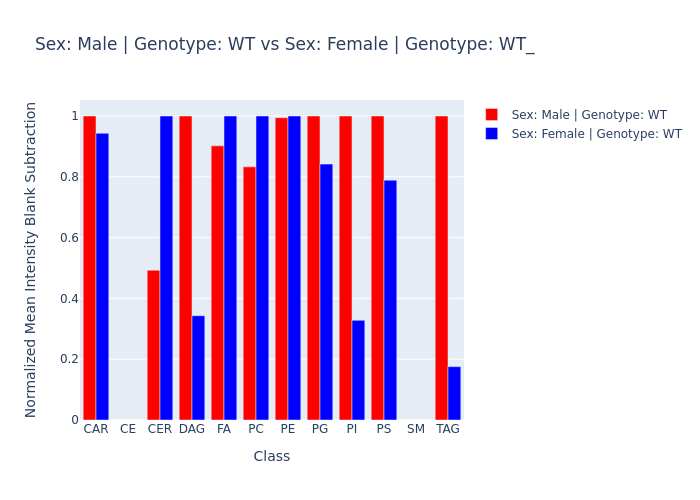 Sex: Male | Genotype: WT vs Sex: Female | Genotype: WT_
Sex: Male | Genotype: WT
Sex: Female | Genotype: WT
Normalized Mean Intensity Blank Subtraction
1
0.8
0.6
0.4
0.2
0
CAR CE CER DAG FA PC PE PG PI PS SM TAG
Class